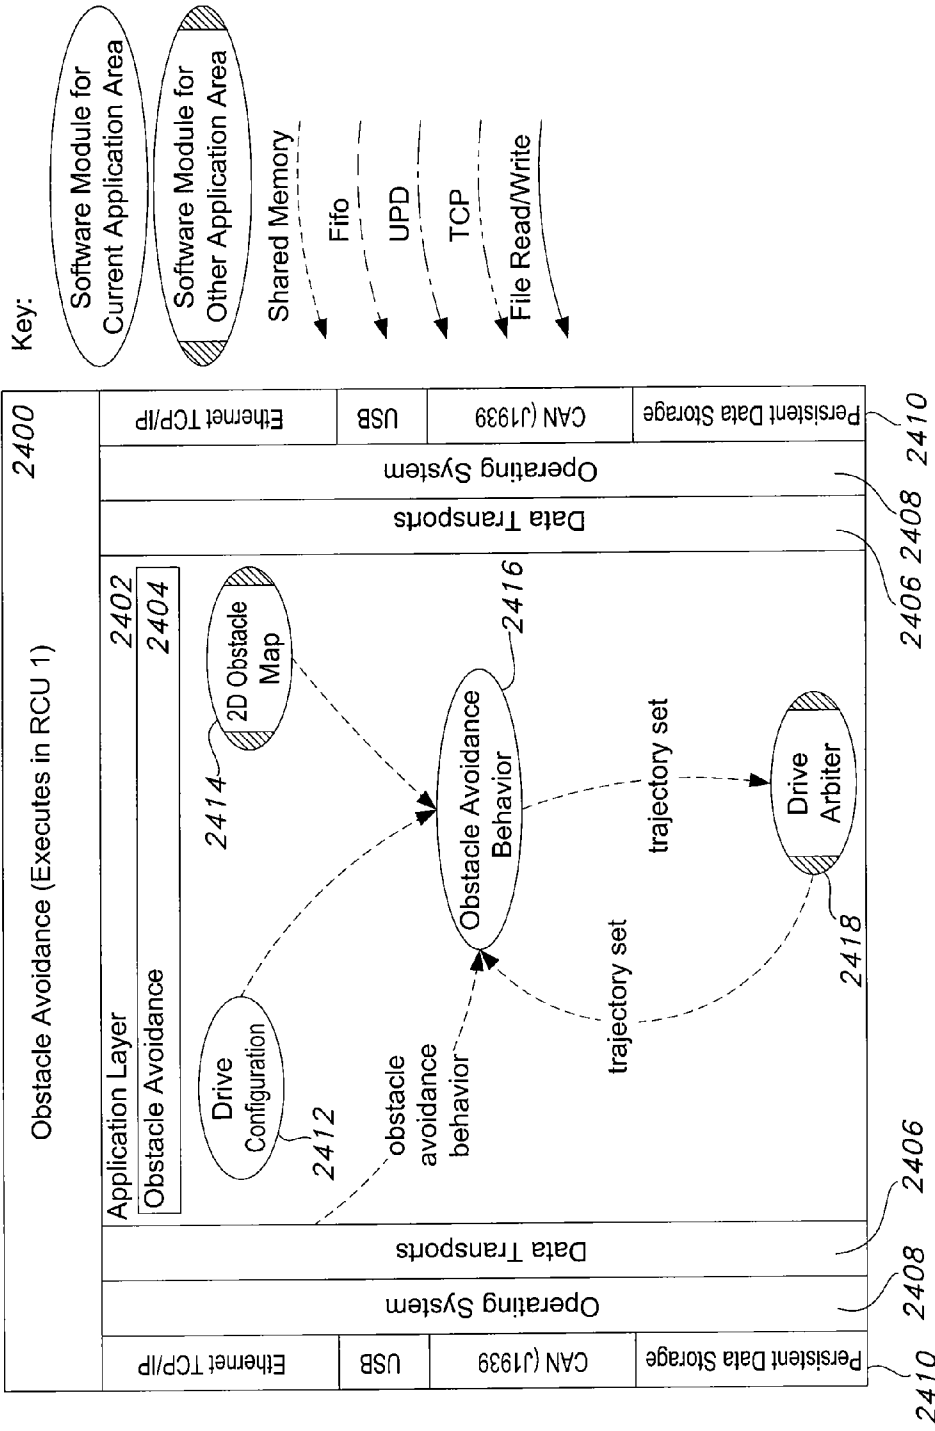 Obstacle Avoidance (Executes in RCU 1)
2400
Application Layer
2402
Obstacle Avoidance
2404
Ethernet TCP/IP
USB
CAN (J1939
Persistent Data Storage
Operating System
Data Transports
Drive
Configuration
2412
2414
2D Obstacle
Map
obstacle
avoidance
behavior
Obstacle Avoidance
Behavior
2416
trajectory set
trajectory set
Drive
Arbiter
2418
Data Transports
Operating System
Ethernet TCP/IP
USB
CAN (J1939
Persistent Data Storage
2410
2408
2406
2406
2408
2410
Key:
Software Module for
Current Application Area
Software Module for
Other Application Area
Shared Memory
Fifo
UPD
TCP
File Read/Write